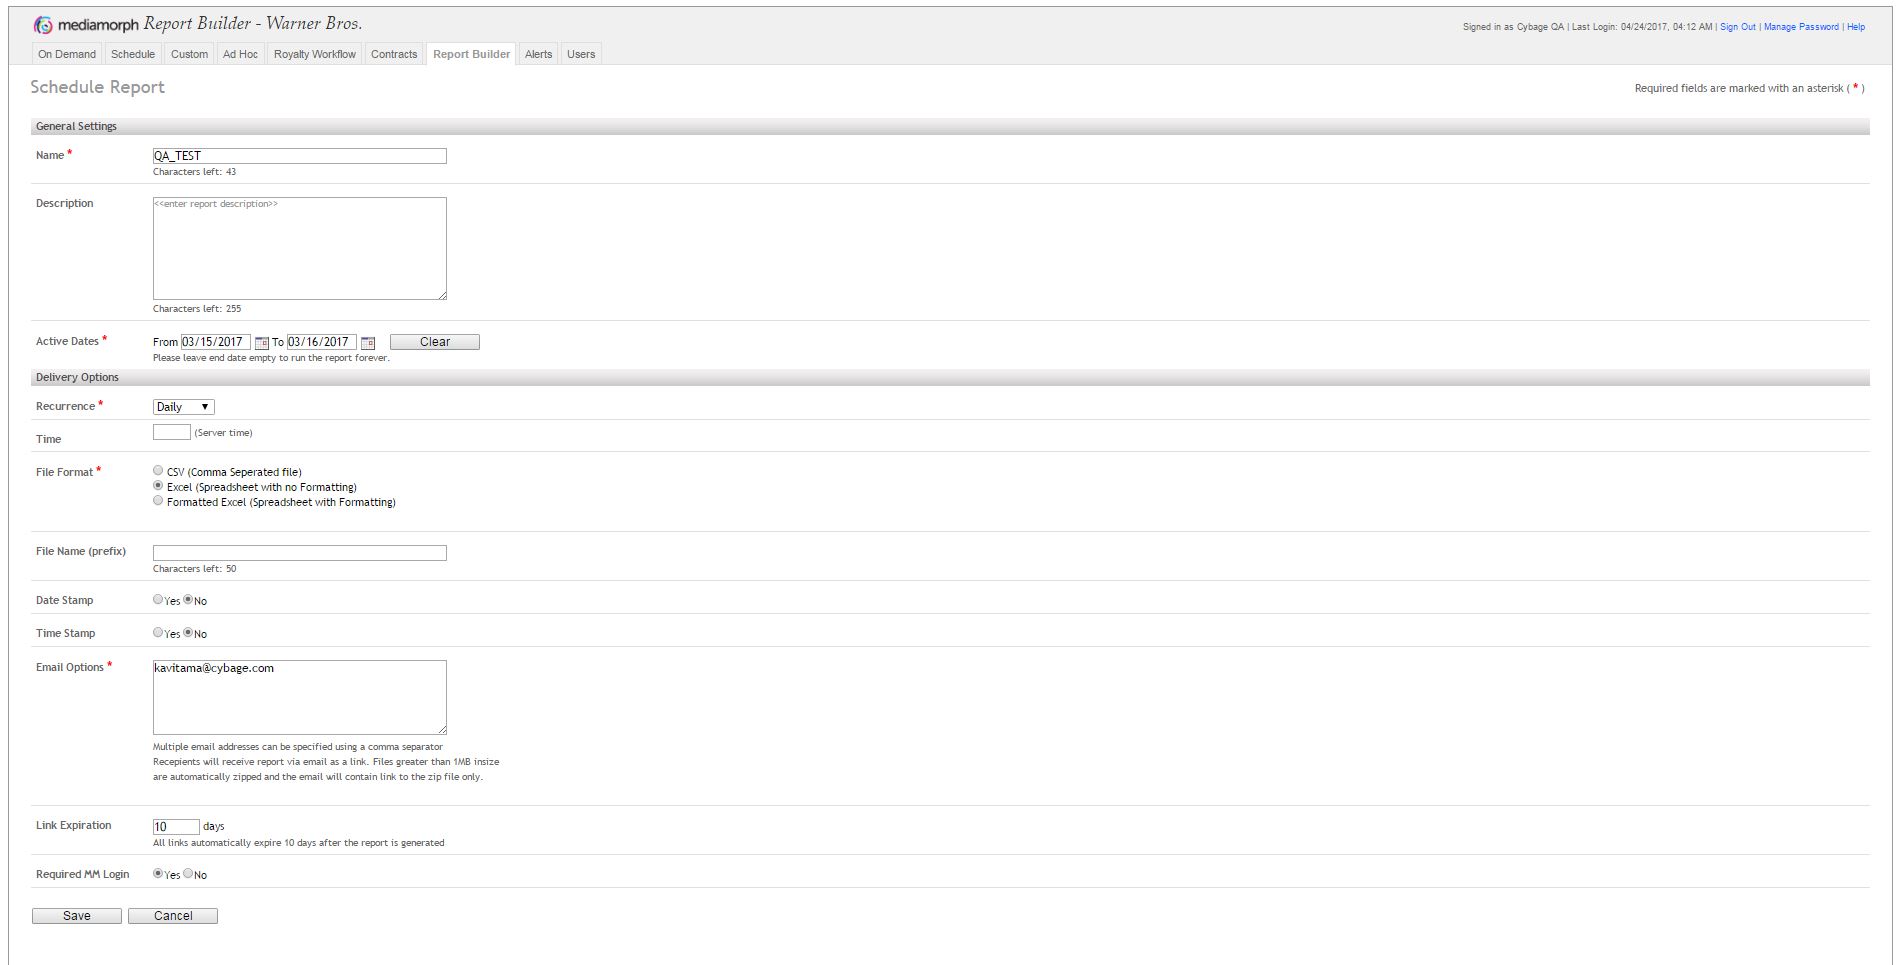 mediamorph Report Builder - Warner Bros.
Signed in as Cybage QA | Last Login: 04/24/2017, 04:12 AM | Sign Out | Manage Password | Help
On Demand Schedule Custom Ad Hoc Royalty Workflow Contracts Report Builder Alerts Users
Schedule Report
Required fields are marked with an asterisk ( * )
General Settings
Name * QA_TEST
Characters left: 43
Description <<enter report description>>
Characters left: 255
Active Dates * From 03/15/2017 To 03/16/2017 Clear
Please leave end date empty to run the report forever.
Delivery Options
Recurrence * Daily
Time (Server time)
File Format * CSV (Comma Seperated file)
Excel (Spreadsheet with no Formatting)
Formatted Excel (Spreadsheet with Formatting)
File Name (prefix)
Characters left: 50
Date Stamp Yes No
Time Stamp Yes No
Email Options * kavitama@cybage.com
Multiple email addresses can be specified using a comma separator
Recepients will receive report via email as a link. Files greater than 1MB insize
are automatically zipped and the email will contain link to the zip file only.
Link Expiration 10 days
All links automatically expire 10 days after the report is generated
Required MM Login Yes No
Save Cancel